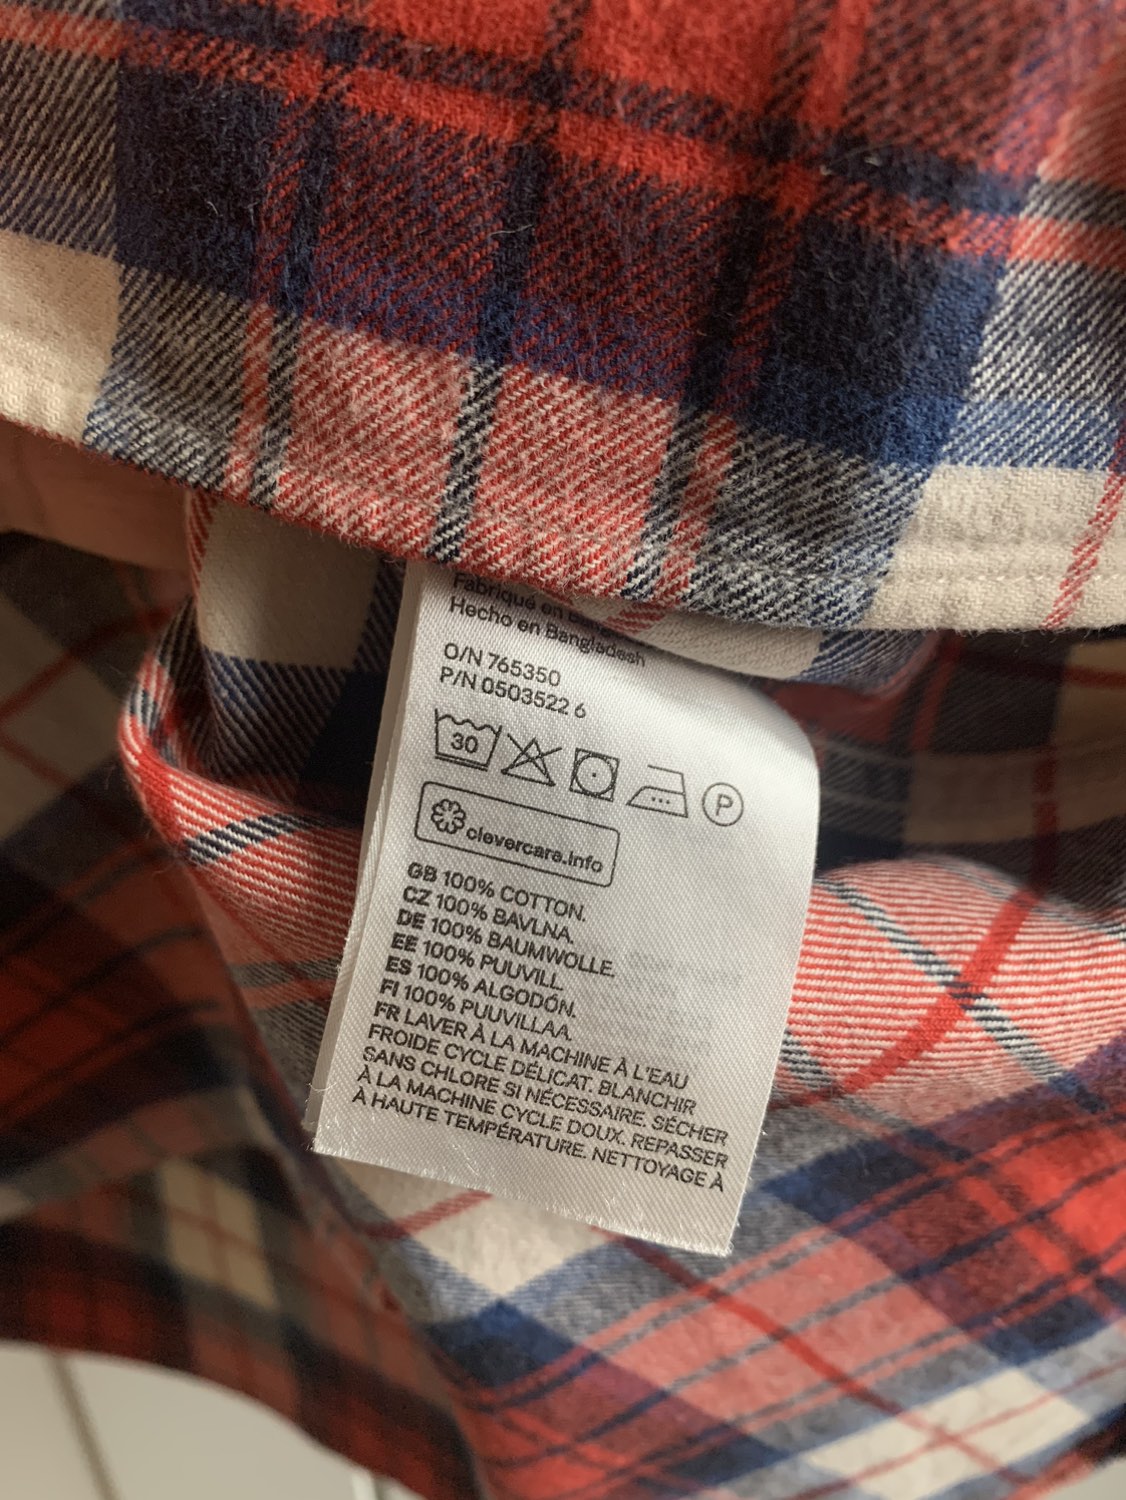 Fabriqué en
Hecho en Bangladesh
O/N 765350
P/N 0503522 6
30
P
clevercare.info
GB 100% COTTON.
CZ 100% BAVLNA.
DE 100% BAUMWOLLE.
EE 100% PUUVILL.
ES 100% ALGODÓN.
FI 100% PUUVILLAA.
FR LAVER À LA MACHINE À L'EAU
FROIDE CYCLE DÉLICAT. BLANCHIR
SANS CHLORE SI NÉCESSAIRE. SÉCHER
À LA MACHINE CYCLE DOUX. REPASSER
À HAUTE TEMPÉRATURE. NETTOYAGE À